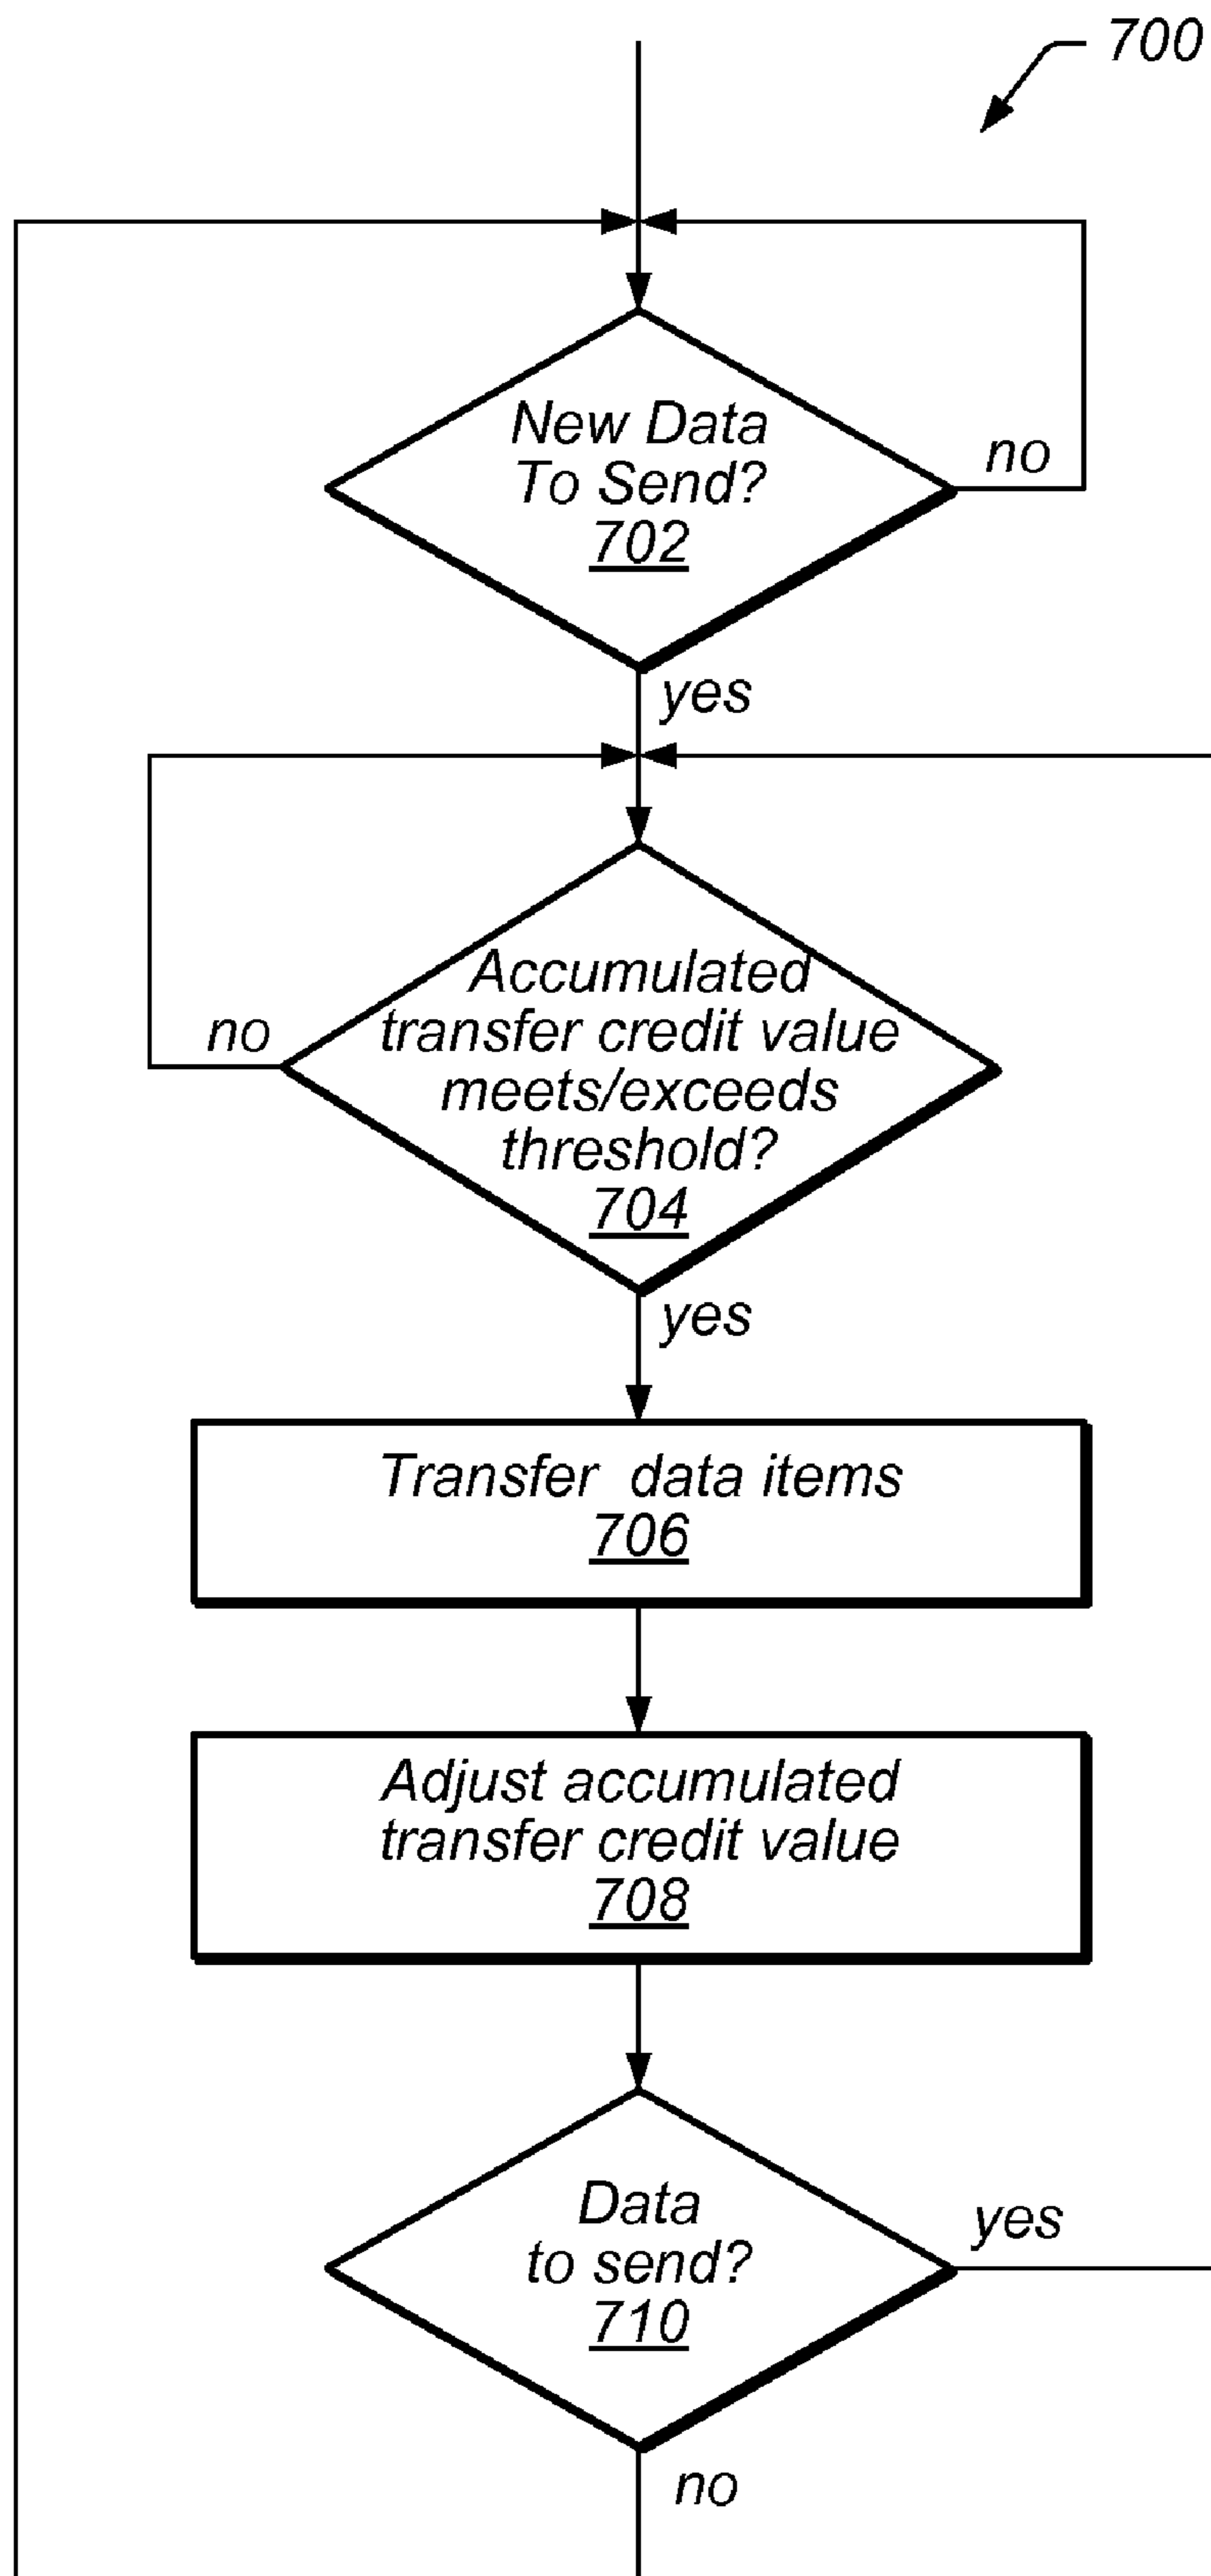 700
New Data
To Send?
702
no
yes
Accumulated
transfer credit value
meets/exceeds
threshold?
704
no
yes
Transfer data items
706
Adjust accumulated
transfer credit value
708
Data
to send?
710
yes
no